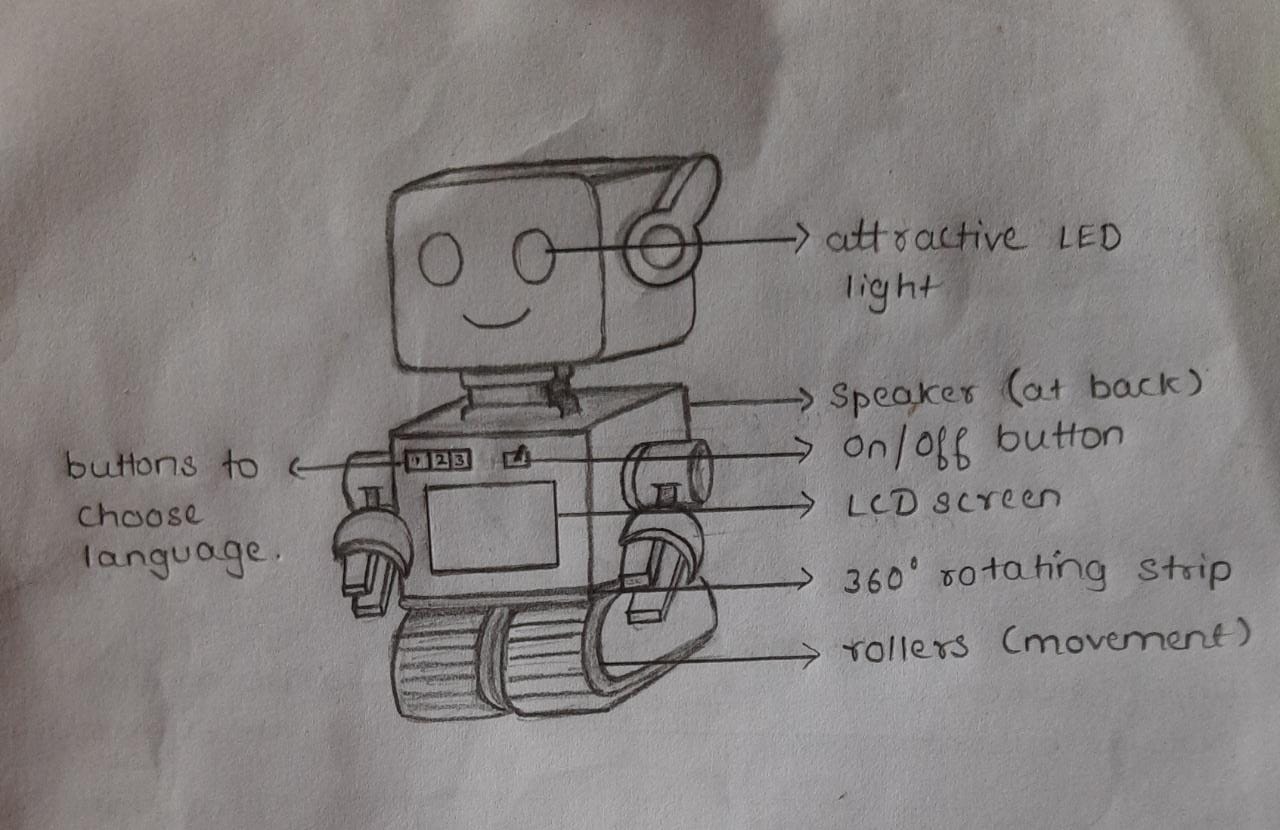 attractive LED
light
speaker (at back)
on/off button
buttons to
choose
language.
1 2 3
LCD screen
360° rotating strip
rollers (movement)